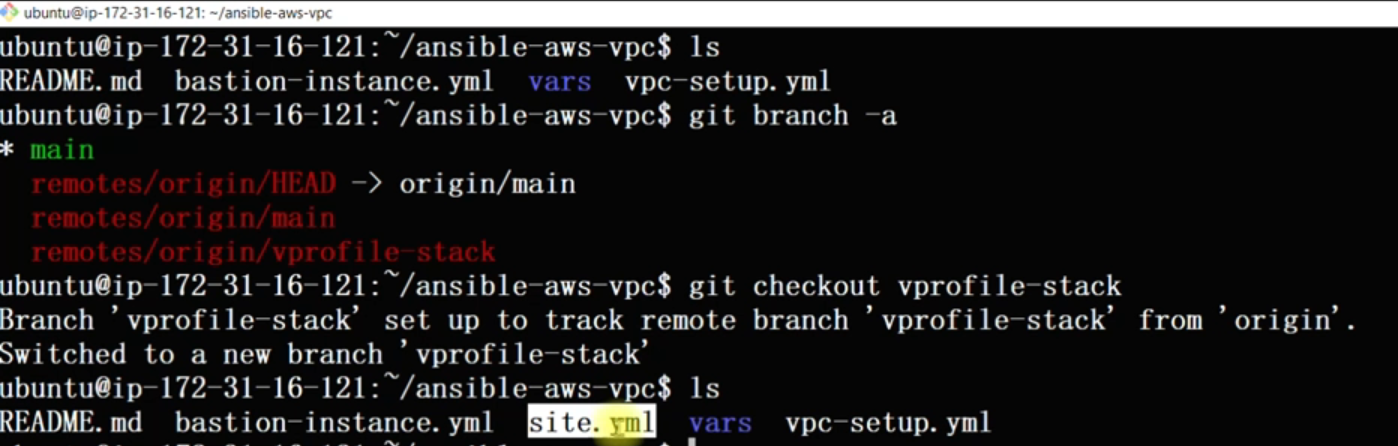 ubuntu@ip-172-31-16-121: ~/ansible-aws-vpc
ubuntu@ip-172-31-16-121:~/ansible-aws-vpc$ ls
README.md  bastion-instance.yml  vars  vpc-setup.yml
ubuntu@ip-172-31-16-121:~/ansible-aws-vpc$ git branch -a
* main
  remotes/origin/HEAD -> origin/main
  remotes/origin/main
  remotes/origin/vprofile-stack
ubuntu@ip-172-31-16-121:~/ansible-aws-vpc$ git checkout vprofile-stack
Branch 'vprofile-stack' set up to track remote branch 'vprofile-stack' from 'origin'.
Switched to a new branch 'vprofile-stack'
ubuntu@ip-172-31-16-121:~/ansible-aws-vpc$ ls
README.md  bastion-instance.yml  site.yml  vars  vpc-setup.yml